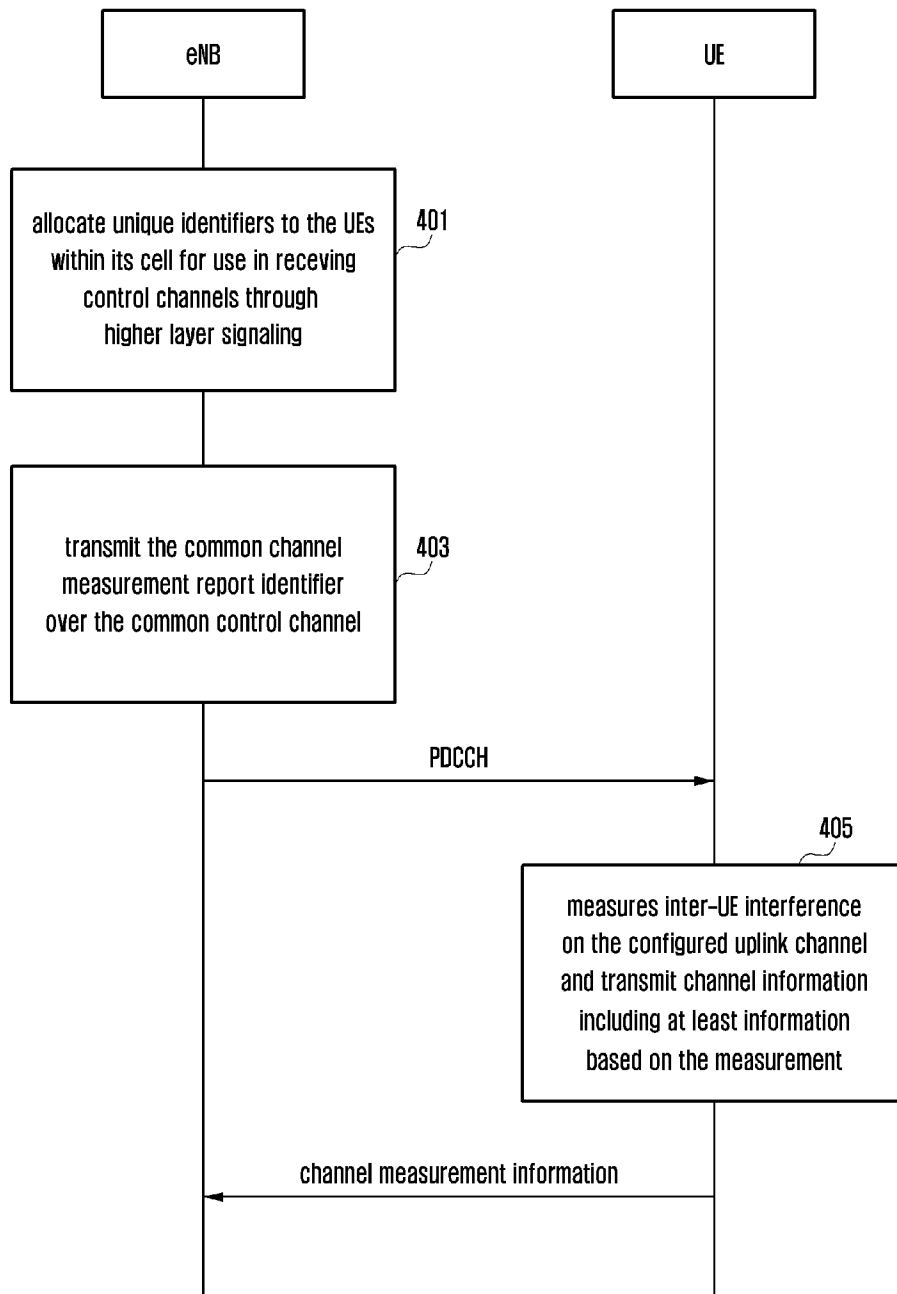 eNB
UE
allocate unique identifiers to the UEs
within its cell for use in receving
control channels through
higher layer signaling
401
transmit the common channel
measurement report identifier
over the common control channel
403
PDCCH
405
measures inter-UE interference
on the configured uplink channel
and transmit channel information
including at least information
based on the measurement
channel measurement information